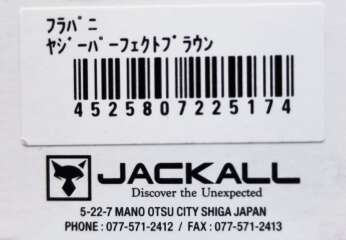 フラバニ
ヤジーパーフェクトブラウン
4525807225174
JACKALL
Discover the Unexpected
5-22-7 MANO OTSU CITY SHIGA JAPAN
PHONE : 077-571-2412 / FAX : 077-571-2413